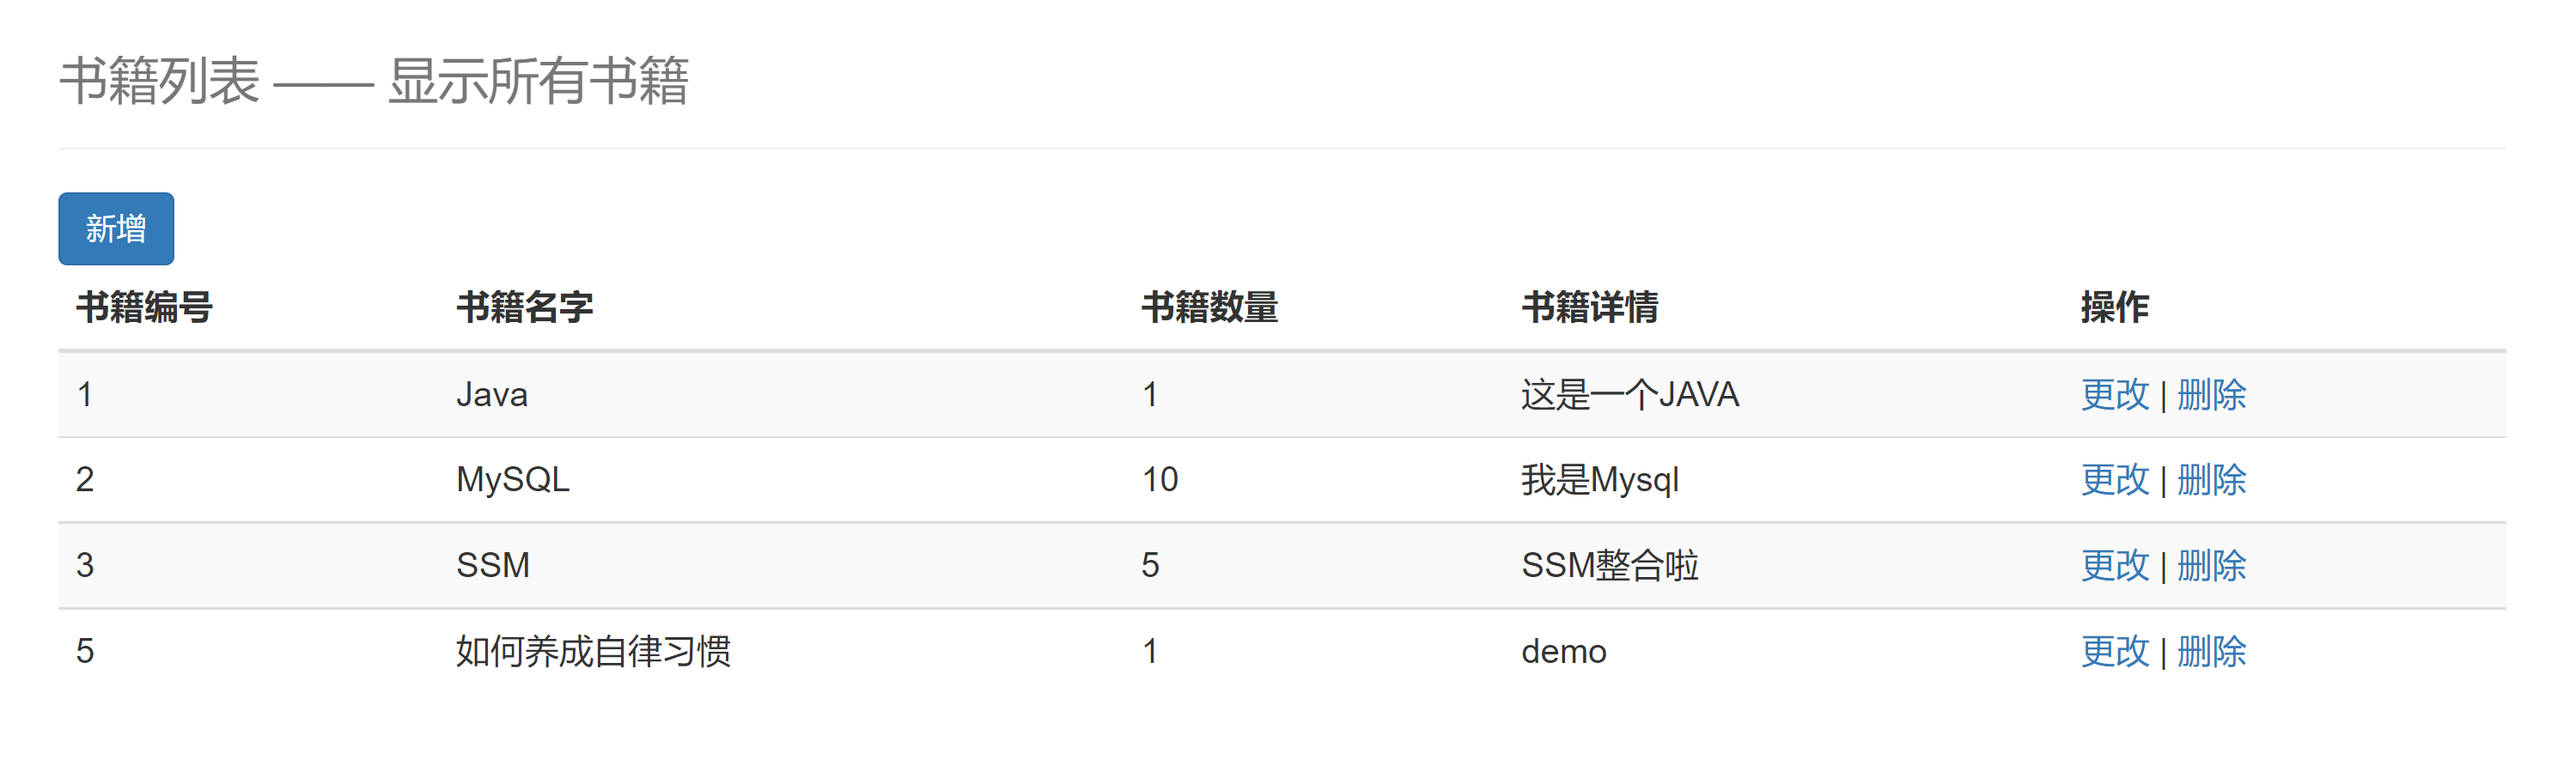 书籍列表 —— 显示所有书籍
新增
书籍编号 书籍名字 书籍数量 书籍详情 操作
1 Java 1 这是一个JAVA 更改 | 删除
2 MySQL 10 我是Mysql 更改 | 删除
3 SSM 5 SSM整合啦 更改 | 删除
5 如何养成自律习惯 1 demo 更改 | 删除